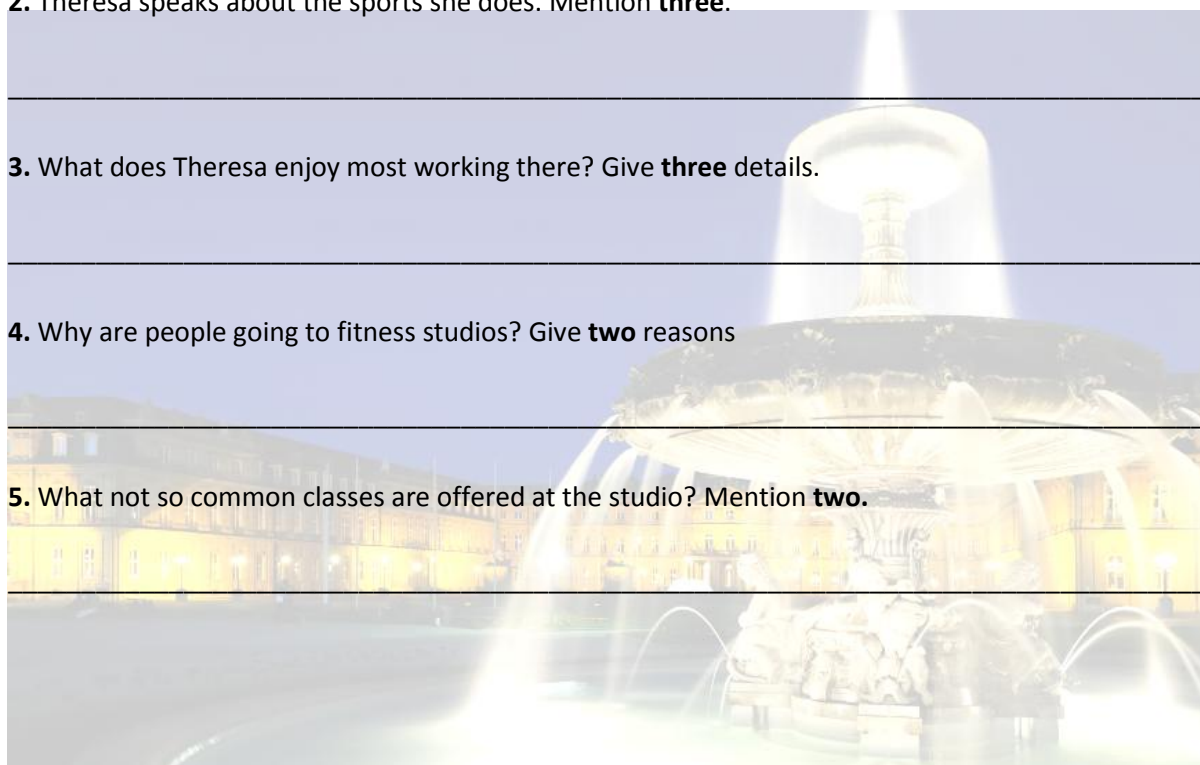 2. Theresa speaks about the sports she does. Mention three.
3. What does Theresa enjoy most working there? Give three details.
4. Why are people going to fitness studios? Give two reasons
5. What not so common classes are offered at the studio? Mention two.